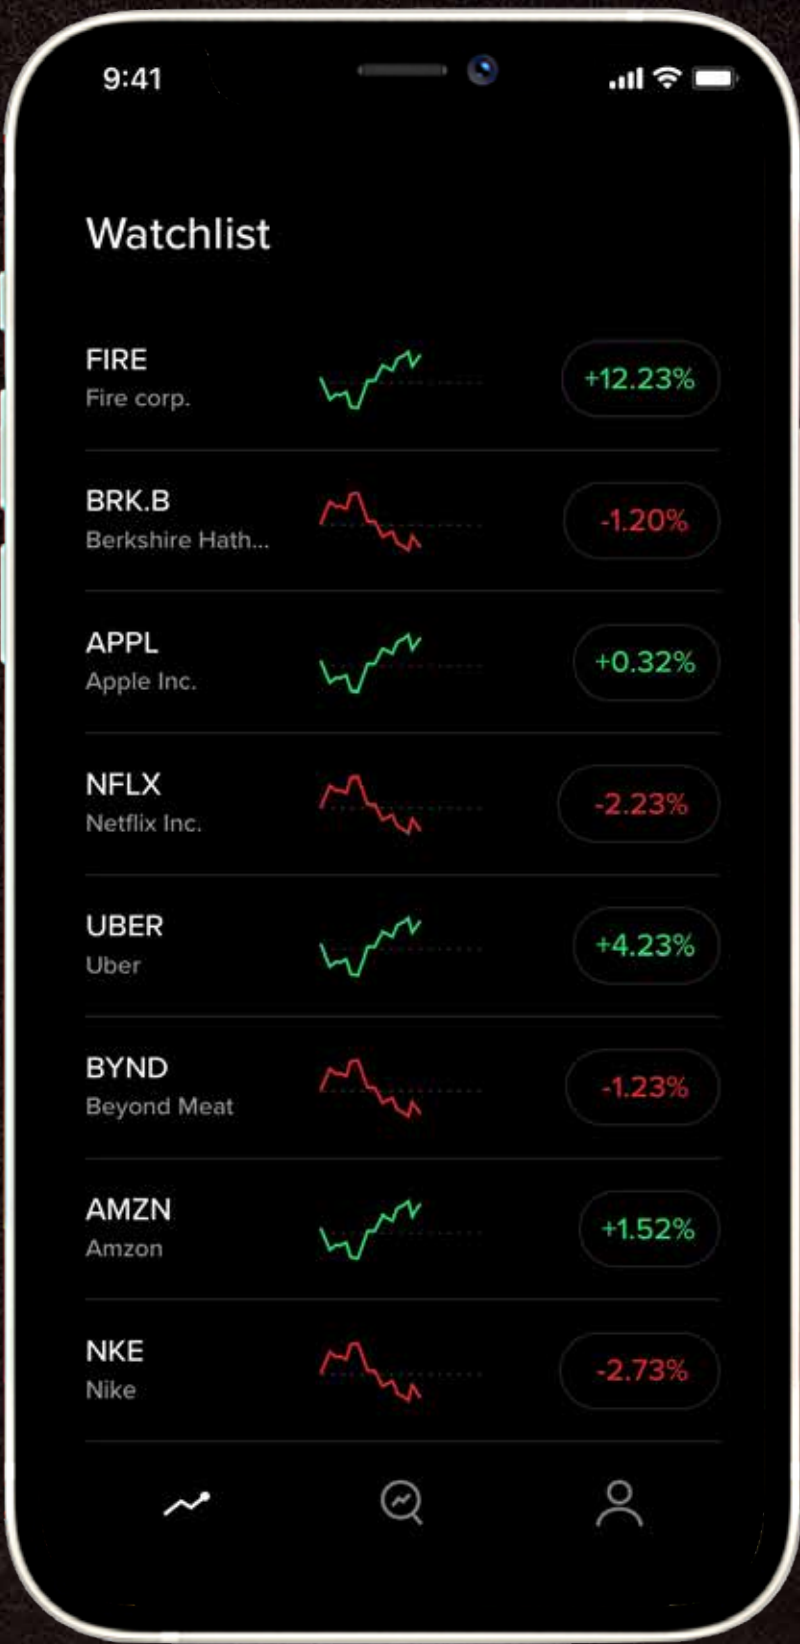 9:41
Watchlist
FIRE
Fire corp.
+12.23%
BRK.B
Berkshire Hath...
-1.20%
APPL
Apple Inc.
+0.32%
NFLX
Netflix Inc.
-2.23%
UBER
Uber
+4.23%
BYND
Beyond Meat
-1.23%
AMZN
Amzon
+1.52%
NKE
Nike
-2.73%